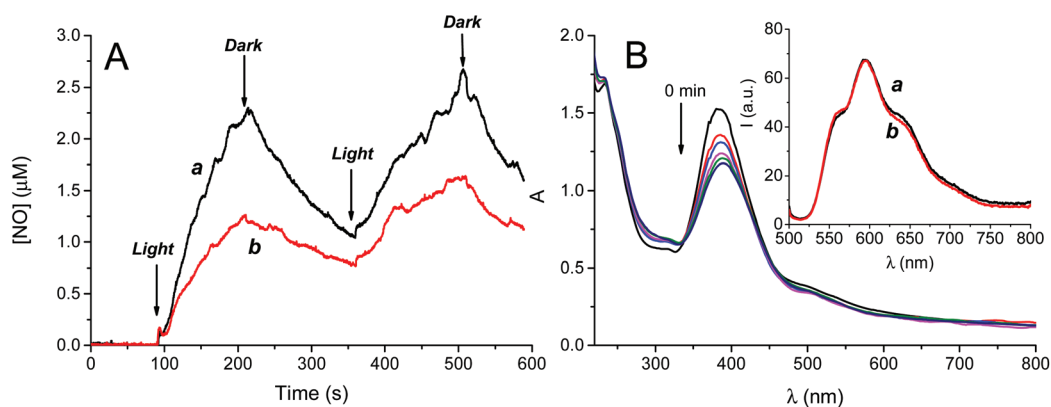 A
Dark
Dark
Light
Light
a
b
[NO] (μM)
3.0
2.5
2.0
1.5
1.0
0.5
0.0
0 100 200 300 400 500 600
Time (s)
B
0 min
A
2.0
1.5
1.0
0.5
0.0
300 400 500 600 700 800
λ (nm)
I (a.u.)
80
60
40
20
0
a
b
500 550 600 650 700 750 800
λ (nm)